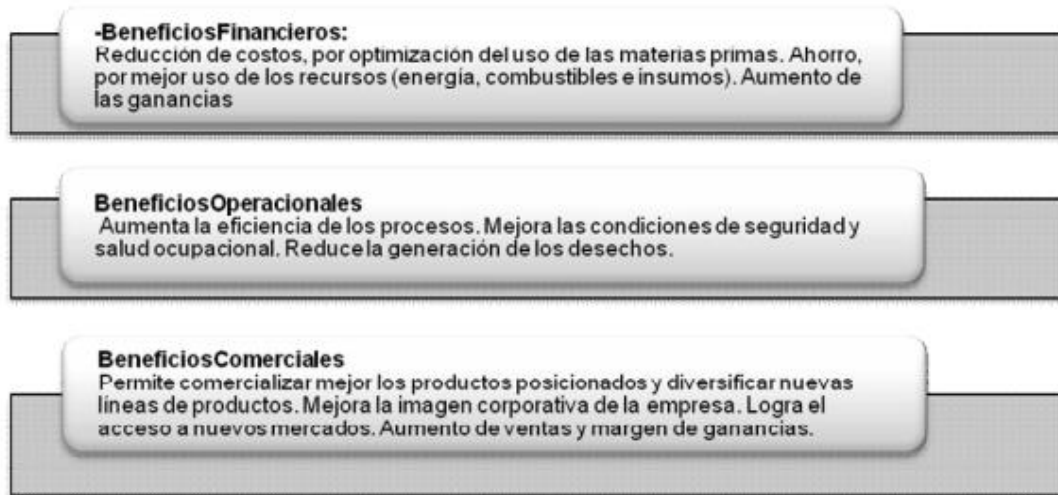 -BeneficiosFinancieros:
Reducción de costos, por optimización del uso de las materias primas. Ahorro,
por mejor uso de los recursos (energía, combustibles e insumos). Aumento de
las ganancias
BeneficiosOperacionales
Aumenta la eficiencia de los procesos. Mejora las condiciones de seguridad y
salud ocupacional. Reduce la generación de los desechos.
BeneficiosComerciales
Permite comercializar mejor los productos posicionados y diversificar nuevas
líneas de productos. Mejora la imagen corporativa de la empresa. Logra el
acceso a nuevos mercados. Aumento de ventas y margen de ganancias.